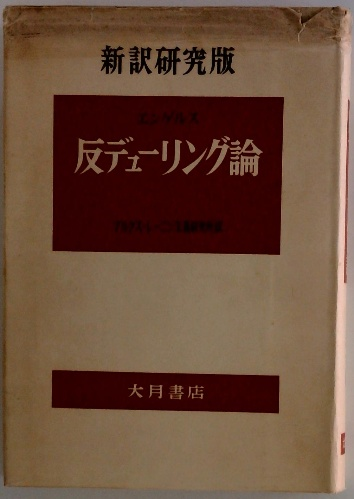 新訳研究版
エンゲルス
反デューリング論
大月書店